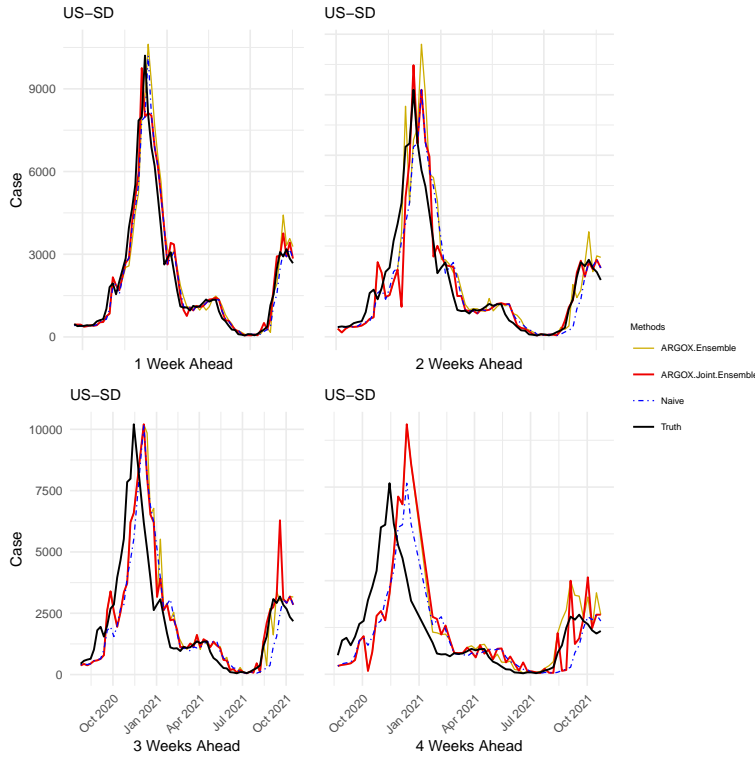 US−SD
US−SD
Case
9000
6000
3000
0
1 Week Ahead
2 Weeks Ahead
Methods
ARGOX.Ensemble
ARGOX.Joint.Ensemble
Naive
Truth
US−SD
US−SD
Case
10000
7500
5000
2500
0
Oct 2020
Jan 2021
Apr 2021
Jul 2021
Oct 2021
Oct 2020
Jan 2021
Apr 2021
Jul 2021
Oct 2021
3 Weeks Ahead
4 Weeks Ahead